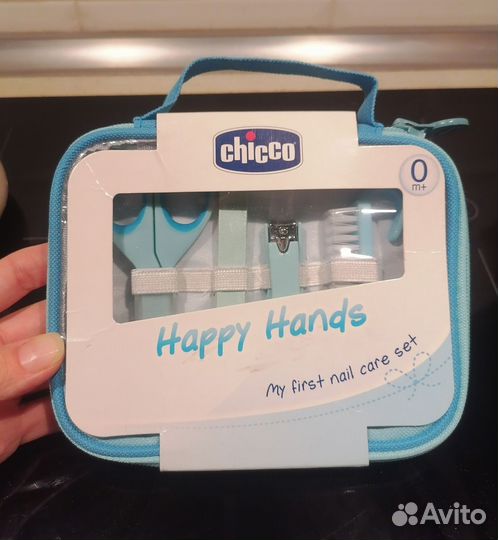 chicco
0
m+
Happy Hands
My first nail care set
Avito